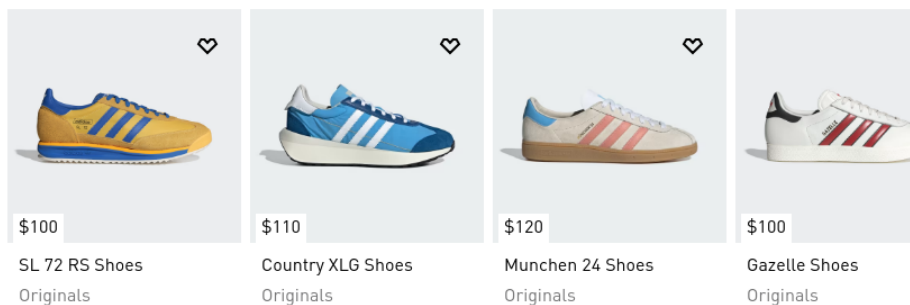 $100
SL 72 RS Shoes
Originals
$110
Country XLG Shoes
Originals
$120
Munchen 24 Shoes
Originals
GAZELLE
$100
Gazelle Shoes
Originals